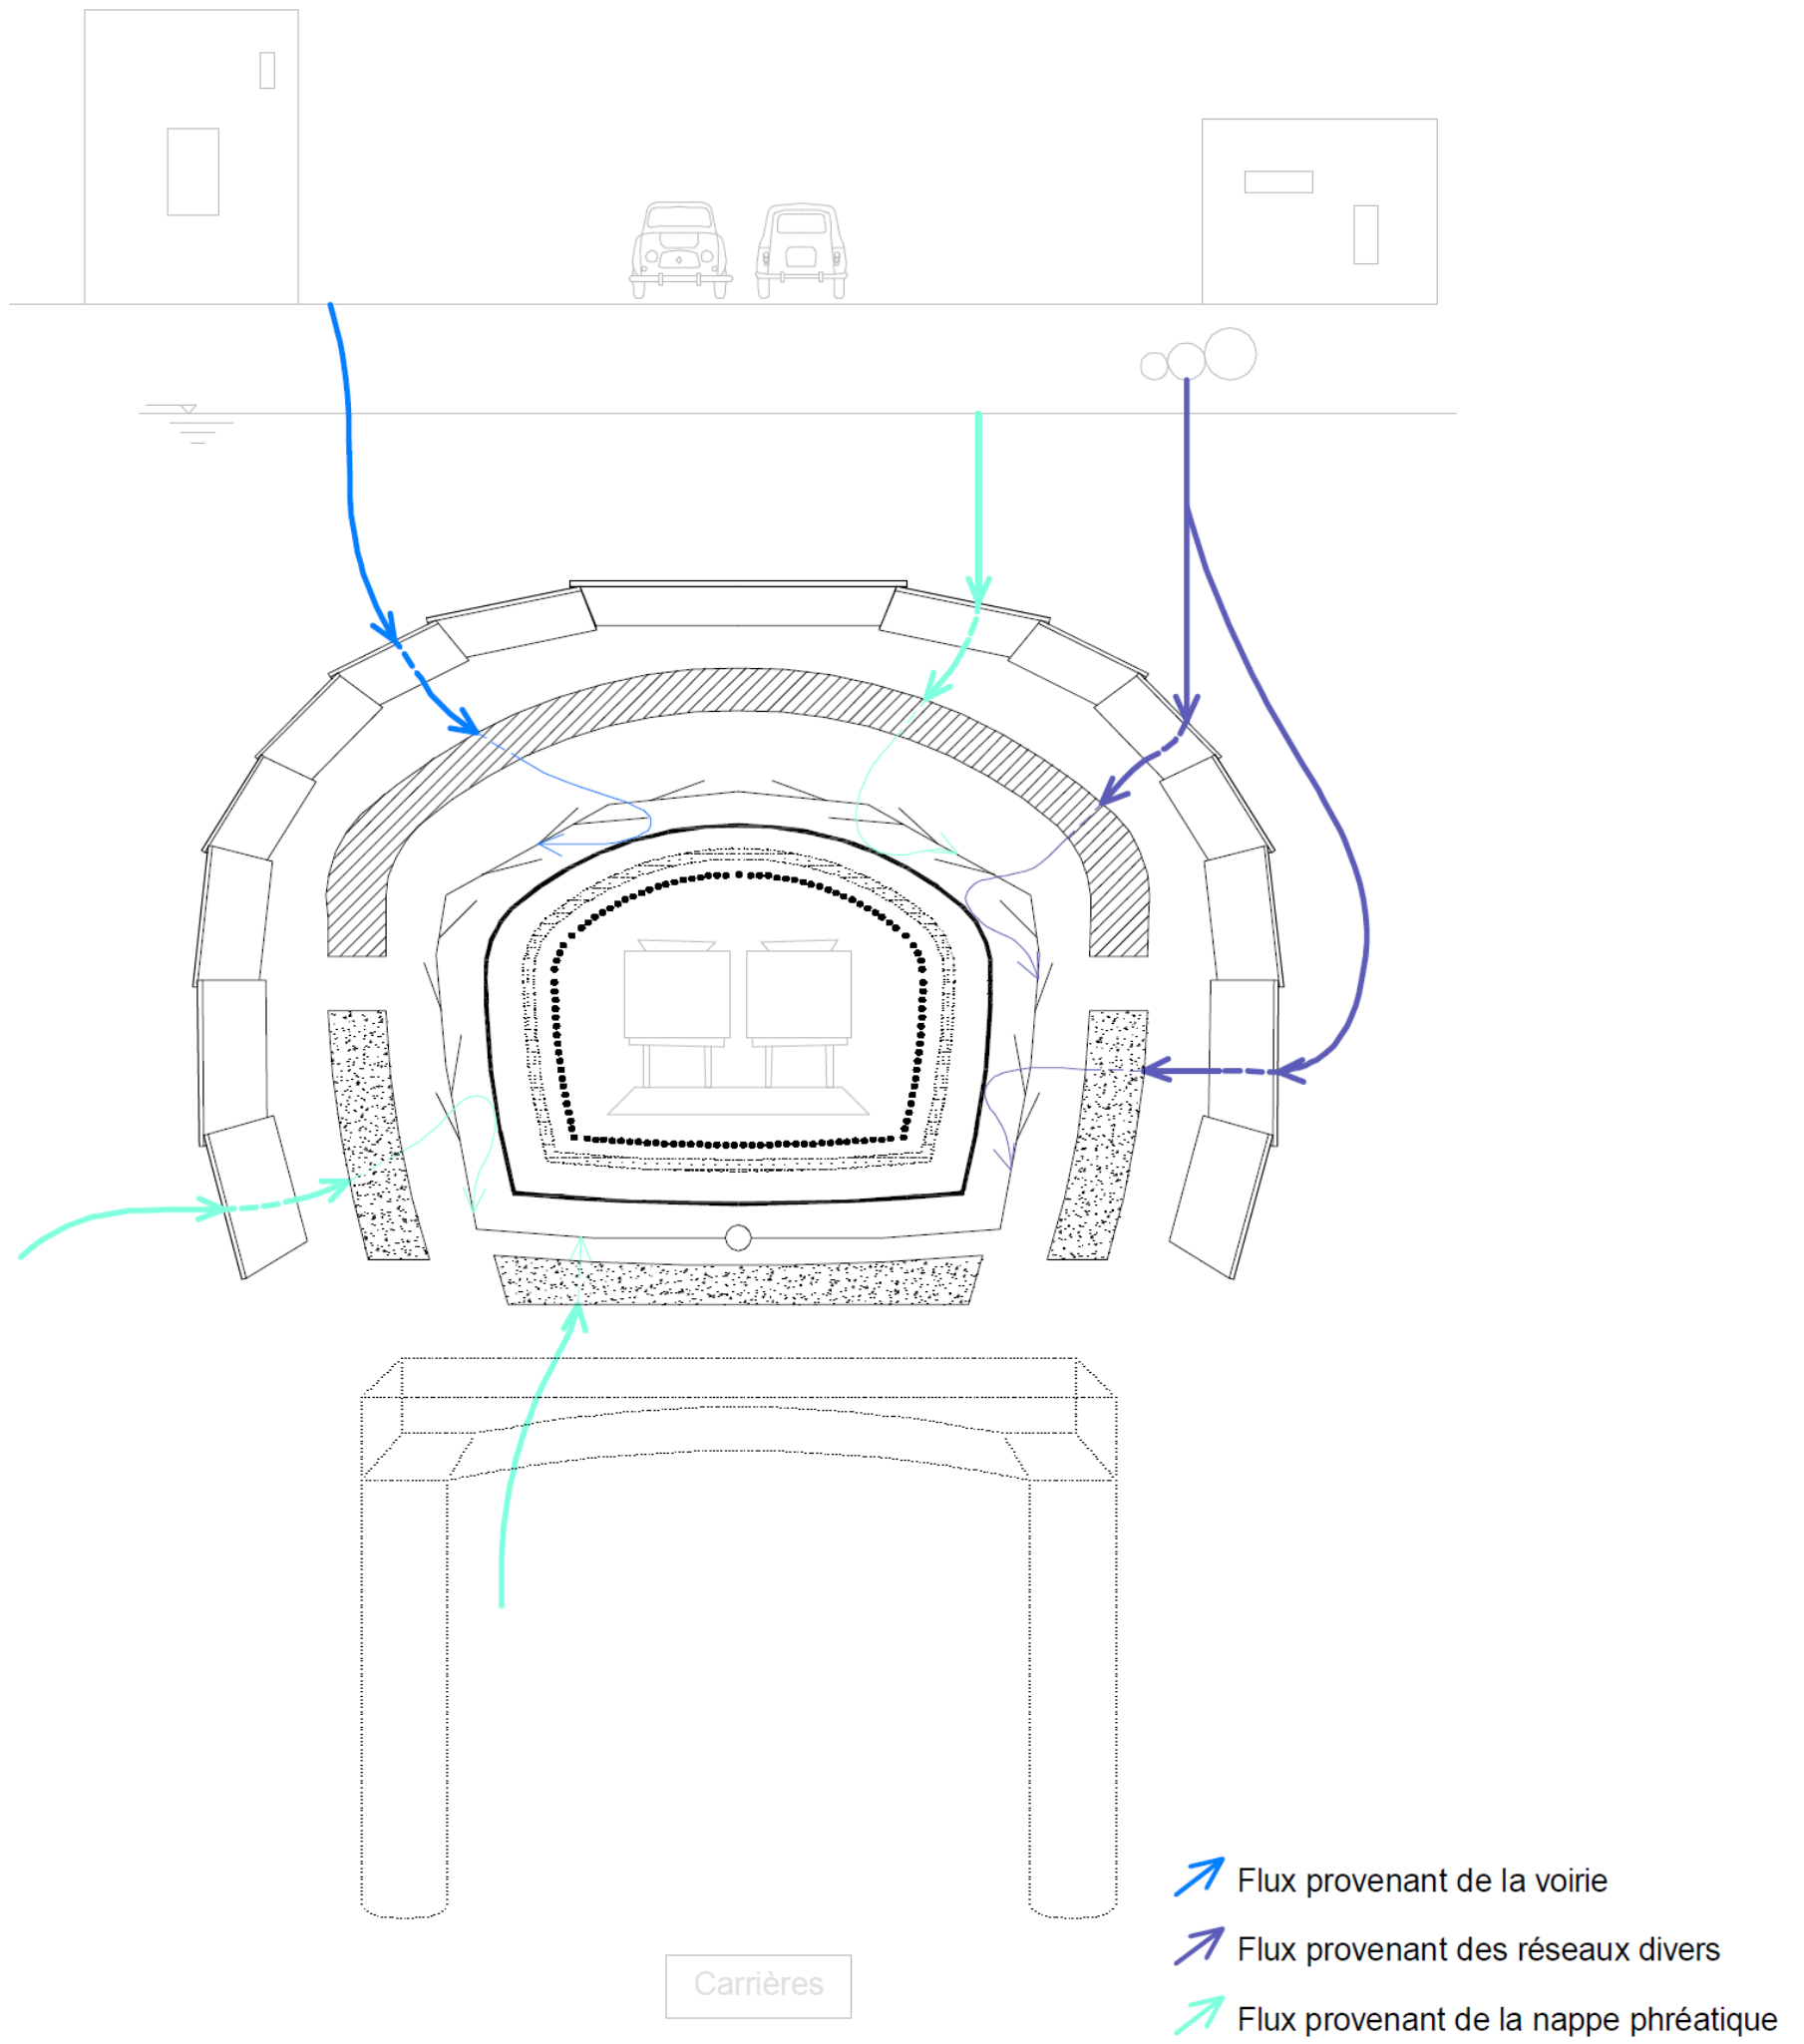 Flux provenant de la voirie
Flux provenant des réseaux divers
Carrières
Flux provenant de la nappe phréatique